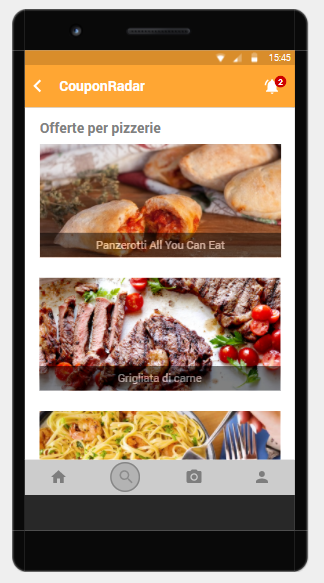 15:45
CouponRadar
2
Offerte per pizzerie
Panzerotti All You Can Eat
Grigliata di carne